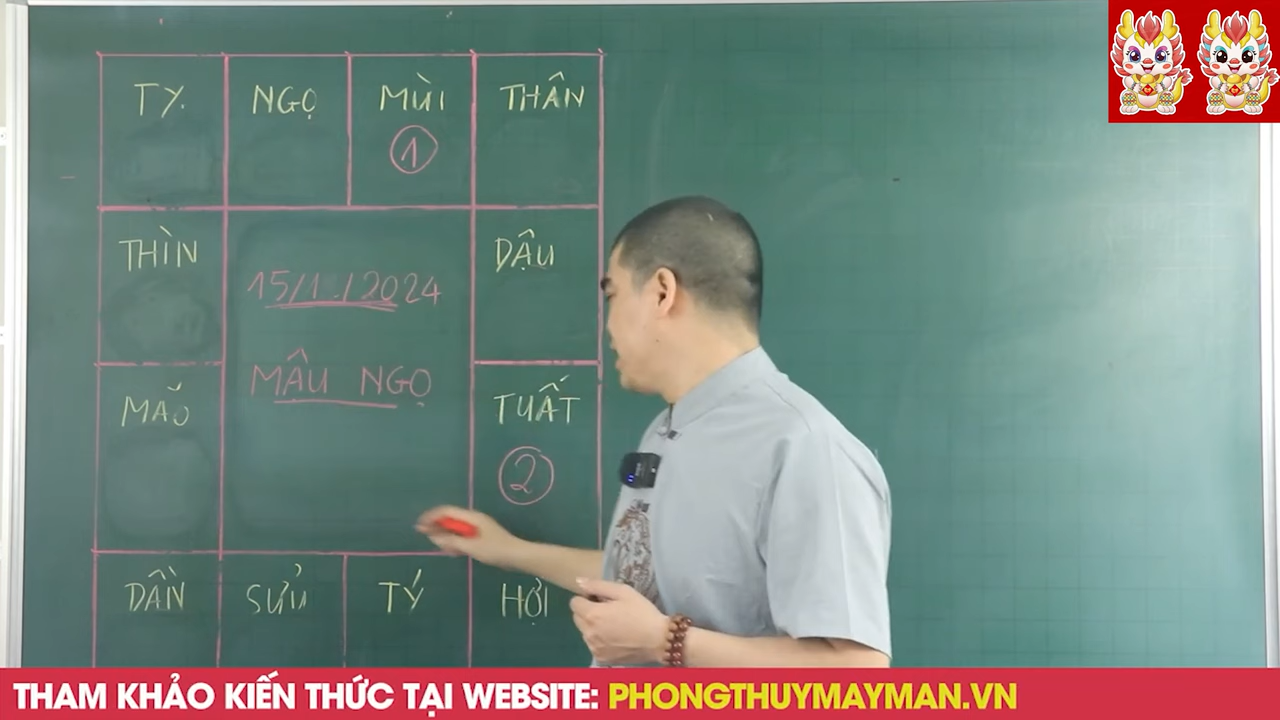 TỴ NGỌ MÙI THÂN
1
THÌN DẬU
15/1/2024
MẬU NGỌ
MÃO TUẤT
2
DẦN SỬU TÝ HỢI
THAM KHẢO KIẾN THỨC TẠI WEBSITE: PHONGTHUYMAYMAN.VN